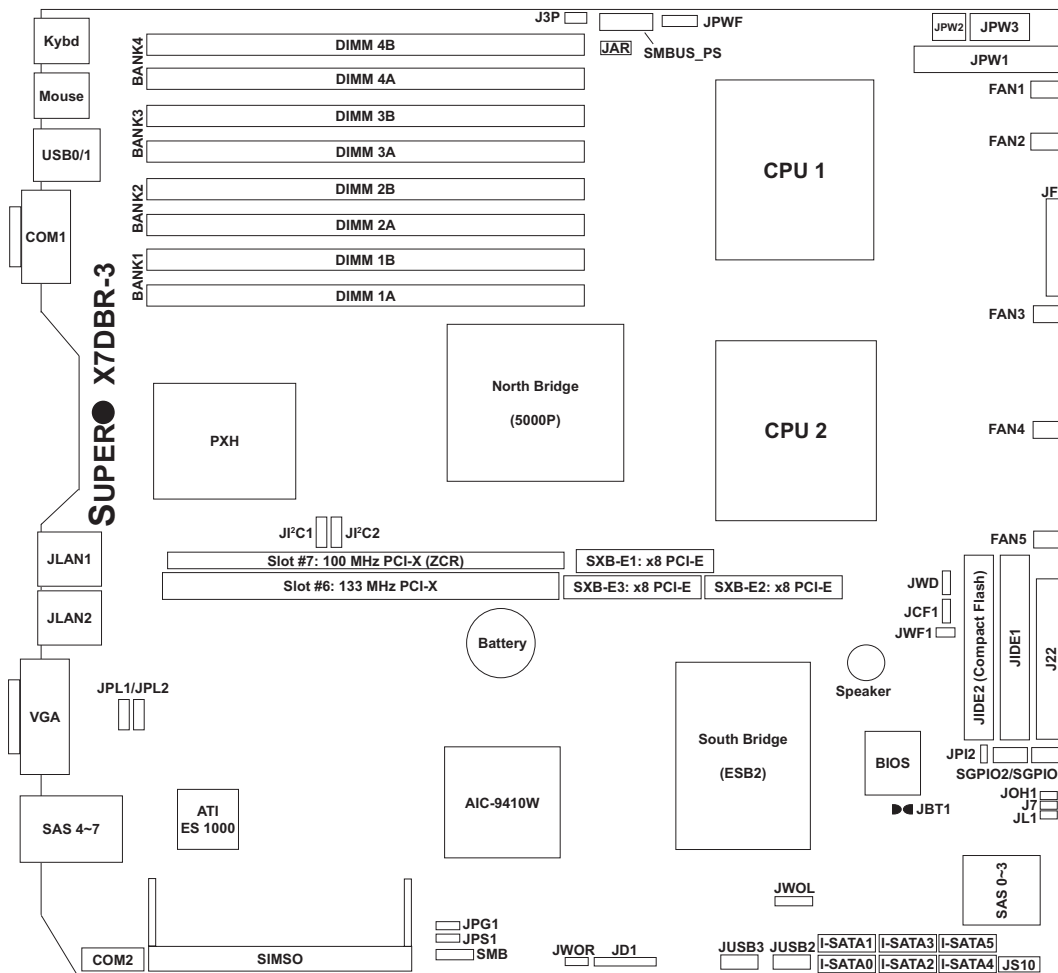 J3P
JPWF
Kybd
BANK4
DIMM 4B
JAR
SMBUS_PS
JPW2
JPW3
DIMM 4A
JPW1
Mouse
FAN1
BANK3
DIMM 3B
CPU 1
FAN2
USB0/1
DIMM 3A
BANK2
DIMM 2B
JF
COM1
DIMM 2A
BANK1
DIMM 1B
DIMM 1A
SUPER X7DBR-3
FAN3
North Bridge
(5000P)
CPU 2
FAN4
PXH
JI²C1
JI²C2
FAN5
JLAN1
Slot #7: 100 MHz PCI-X (ZCR)
SXB-E1: x8 PCI-E
Slot #6: 133 MHz PCI-X
SXB-E3: x8 PCI-E
SXB-E2: x8 PCI-E
JWD
JCF1
JWF1
JLAN2
Battery
JIDE2 (Compact Flash)
JIDE1
J22
Speaker
JPL1/JPL2
VGA
South Bridge
(ESB2)
BIOS
JPI2
SGPIO2/SGPIO
AIC-9410W
JOH1
J7
JL1
JBT1
SAS 4~7
ATI
ES 1000
SAS 0~3
JWOL
JPG1
JPS1
SMB
COM2
SIMSO
JWOR
JD1
JUSB3
JUSB2
I-SATA1
I-SATA3
I-SATA5
I-SATA0
I-SATA2
I-SATA4
JS10